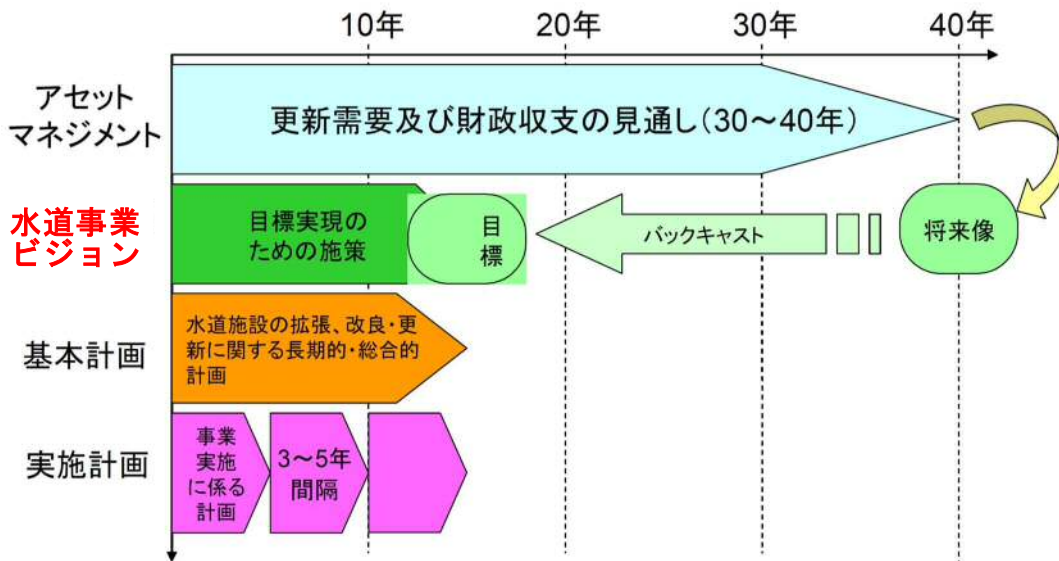 10年
20年
30年
40年
アセット
マネジメント
更新需要及び財政収支の見通し(30～40年)
水道事業
ビジョン
目標実現の
ための施策
目
標
バックキャスト
将来像
基本計画
水道施設の拡張、改良・更
新に関する長期的・総合的
計画
実施計画
事業
実施
に係る
計画
3～5年
間隔